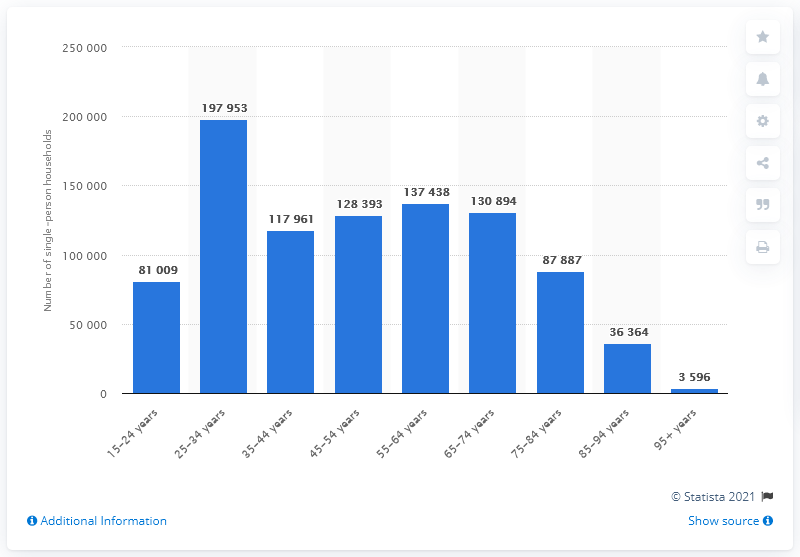 250 000
200 000
150 000
100 000
50 000
0
Number of single-person households
81 009
197 953
117 961
128 393
137 438
130 894
87 887
36 364
3 596
15-24 years
25-34 years
35-44 years
45-54 years
55-64 years
65-74 years
75-84 years
85-94 years
95+ years
© Statista 2021
Additional Information
Show source